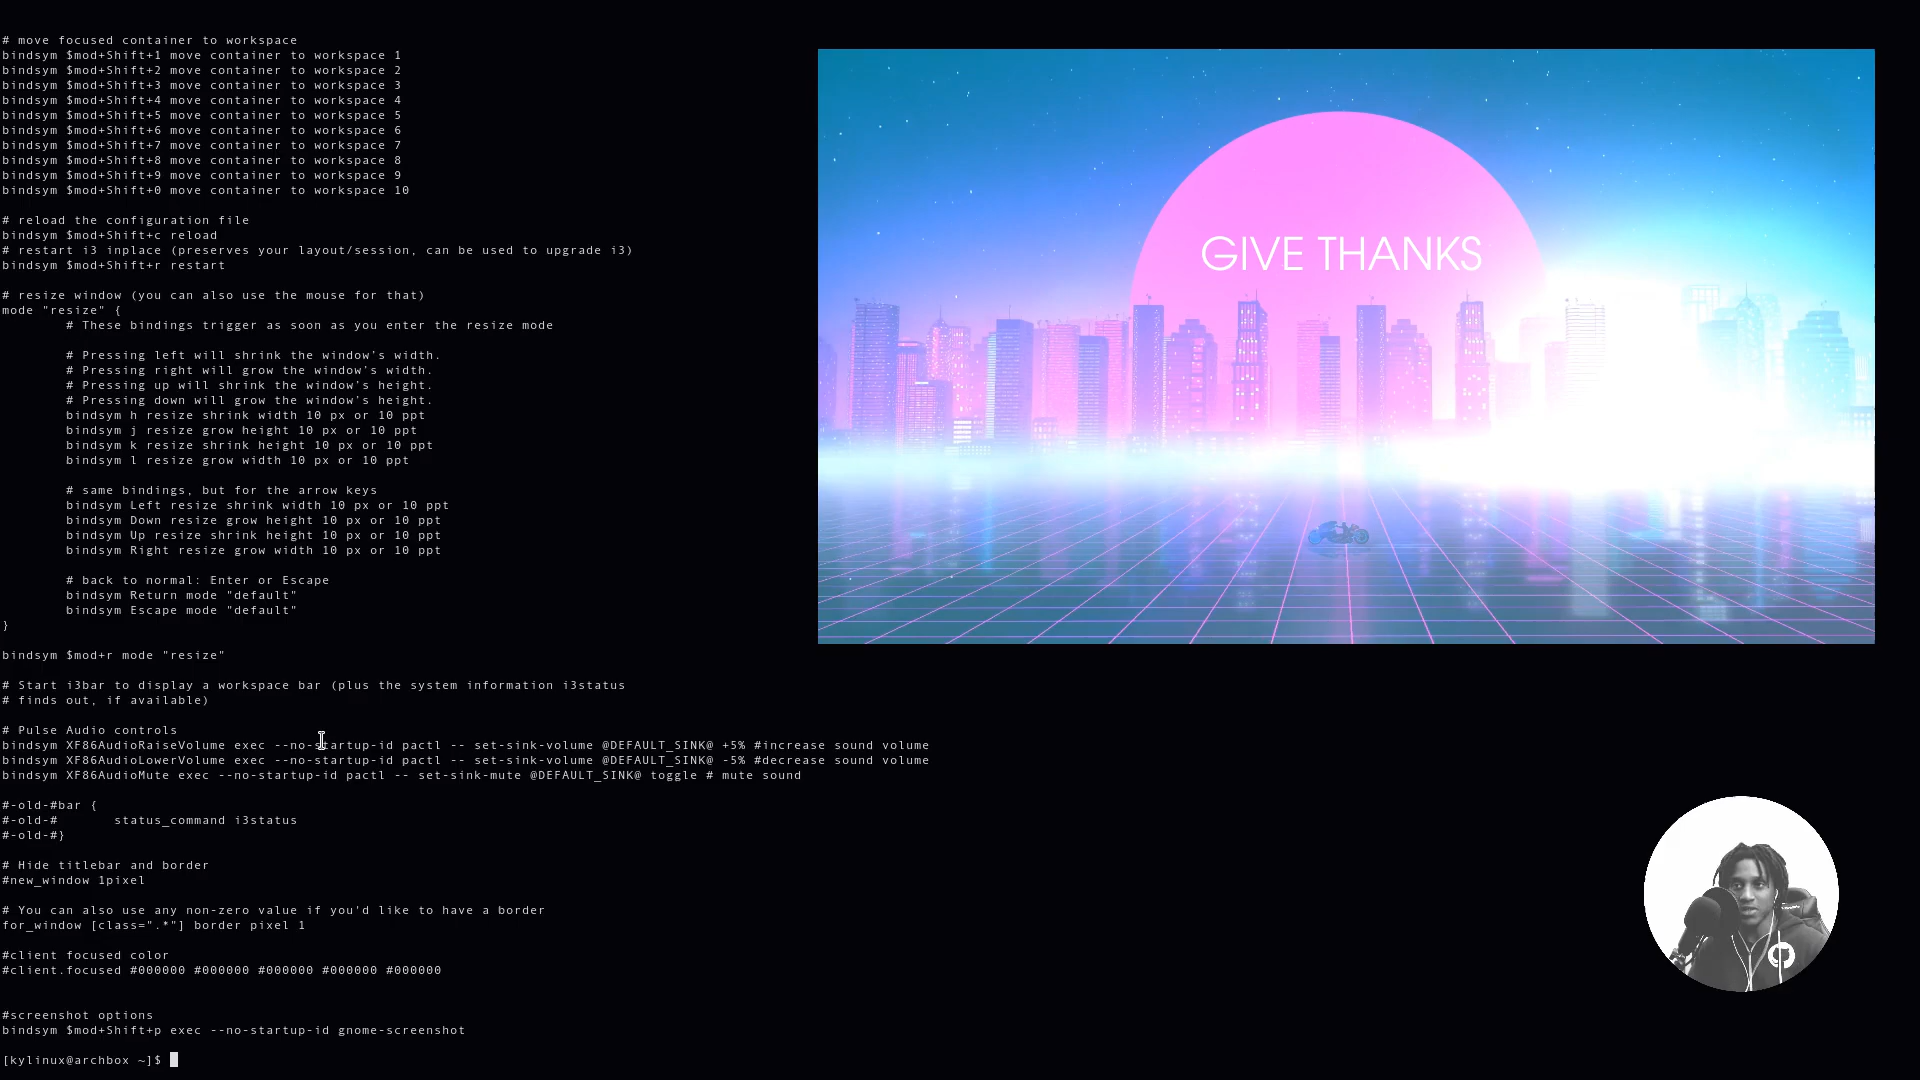 # move focused container to workspace
bindsym $mod+Shift+1 move container to workspace 1
bindsym $mod+Shift+2 move container to workspace 2
bindsym $mod+Shift+3 move container to workspace 3
bindsym $mod+Shift+4 move container to workspace 4
bindsym $mod+Shift+5 move container to workspace 5
bindsym $mod+Shift+6 move container to workspace 6
bindsym $mod+Shift+7 move container to workspace 7
bindsym $mod+Shift+8 move container to workspace 8
bindsym $mod+Shift+9 move container to workspace 9
bindsym $mod+Shift+0 move container to workspace 10

# reload the configuration file
bindsym $mod+Shift+c reload
# restart i3 inplace (preserves your layout/session, can be used to upgrade i3)
bindsym $mod+Shift+r restart

# resize window (you can also use the mouse for that)
mode "resize" {
        # These bindings trigger as soon as you enter the resize mode

        # Pressing left will shrink the window's width.
        # Pressing right will grow the window's width.
        # Pressing up will shrink the window's height.
        # Pressing down will grow the window's height.
        bindsym h resize shrink width 10 px or 10 ppt
        bindsym j resize grow height 10 px or 10 ppt
        bindsym k resize shrink height 10 px or 10 ppt
        bindsym l resize grow width 10 px or 10 ppt

        # same bindings, but for the arrow keys
        bindsym Left resize shrink width 10 px or 10 ppt
        bindsym Down resize grow height 10 px or 10 ppt
        bindsym Up resize shrink height 10 px or 10 ppt
        bindsym Right resize grow width 10 px or 10 ppt

        # back to normal: Enter or Escape
        bindsym Return mode "default"
        bindsym Escape mode "default"
}

bindsym $mod+r mode "resize"

# Start i3bar to display a workspace bar (plus the system information i3status
# finds out, if available)

# Pulse Audio controls
bindsym XF86AudioRaiseVolume exec --no-startup-id pactl -- set-sink-volume @DEFAULT_SINK@ +5% #increase sound volume
bindsym XF86AudioLowerVolume exec --no-startup-id pactl -- set-sink-volume @DEFAULT_SINK@ -5% #decrease sound volume
bindsym XF86AudioMute exec --no-startup-id pactl -- set-sink-mute @DEFAULT_SINK@ toggle # mute sound

#-old-#bar {
#-old-#       status_command i3status
#-old-#}

# Hide titlebar and border
#new_window 1pixel

# You can also use any non-zero value if you'd like to have a border
for_window [class=".*"] border pixel 1

#client focused color
#client.focused #000000 #000000 #000000 #000000 #000000

#screenshot options
bindsym $mod+Shift+p exec --no-startup-id gnome-screenshot

[kylinux@archbox ~]$
GIVE THANKS